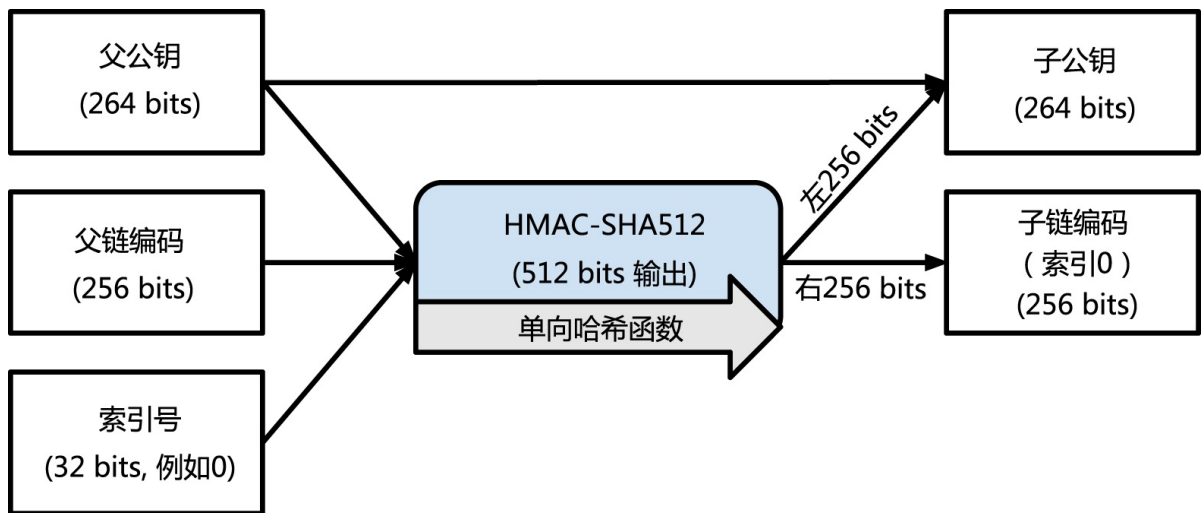 父公钥
(264 bits)
父链编码
(256 bits)
索引号
(32 bits, 例如0)
HMAC-SHA512
(512 bits 输出)
单向哈希函数
左256 bits
右256 bits
子公钥
(264 bits)
子链编码
（ 索引0 ）
(256 bits)